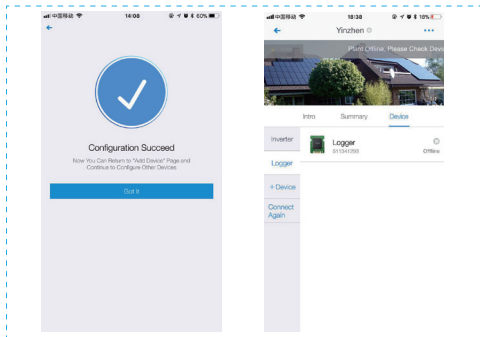 中国移动
14:08
60%
Configuration Succeed
Now You Can Return to "Add Device" Page and
Continue to Configure Other Devices
Got it
中国移动
18:38
18%
Yinzhen
Plant Offline, Please Check Devi
Intro Summary Device
Inverter
Logger
Offline
Logger
+ Device
Connect
Again